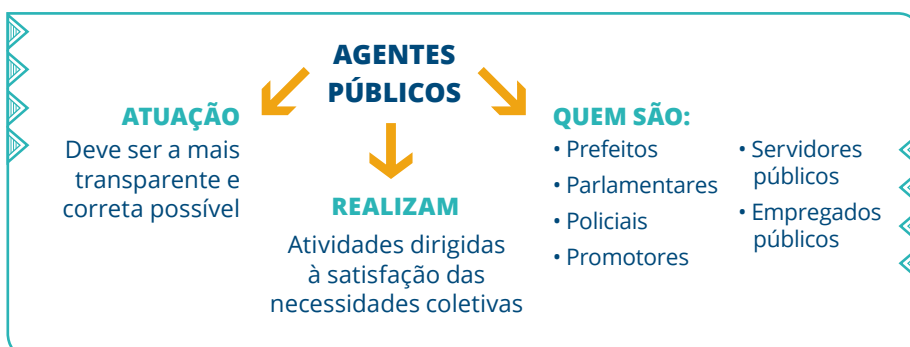 AGENTES
PÚBLICOS
ATUAÇÃO
Deve ser a mais
transparente e
correta possível
REALIZAM
Atividades dirigidas
à satisfação das
necessidades coletivas
QUEM SÃO:
• Prefeitos
• Parlamentares
• Policiais
• Promotores
• Servidores
públicos
• Empregados
públicos